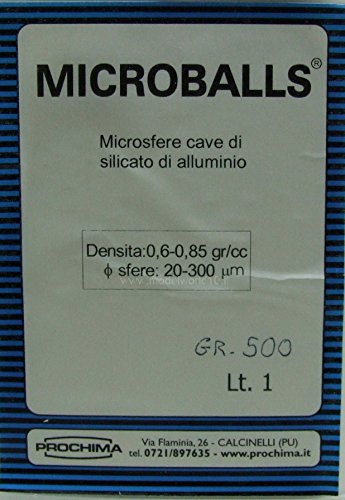 MICROBALLS®
Microsfere cave di
silicato di alluminio
Densita:0,6-0,85 gr/cc
ϕ sfere: 20-300 µm
GR. 500
Lt. 1
PROCHIMA
Via Flaminia, 26 - CALCINELLI (PU)
tel. 0721/897635 - www.prochima.it